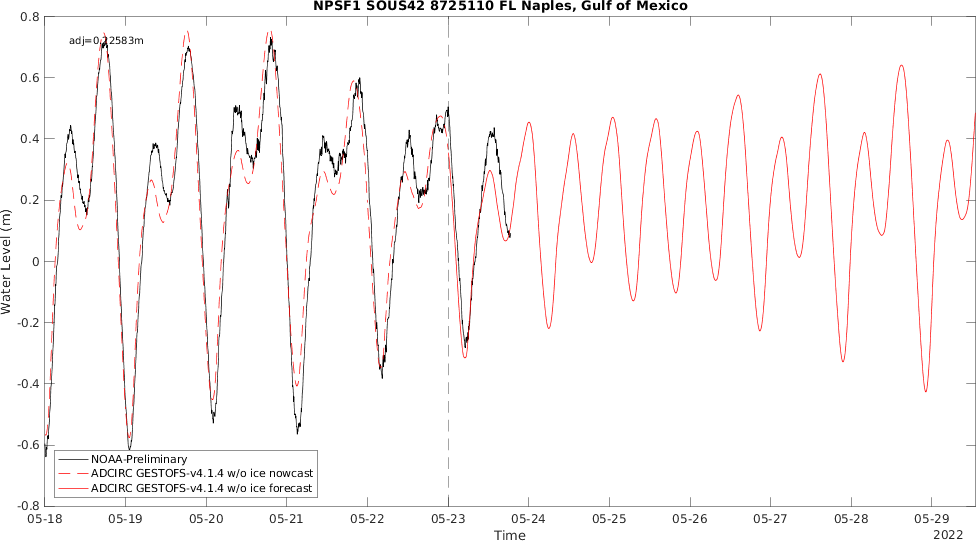 NPSF1 SOUS42 8725110 FL Naples, Gulf of Mexico
0.8
adj=0.12583m
0.6
0.4
0.2
0
-0.2
-0.4
-0.6
-0.8
Water Level (m)
NOAA-Preliminary
ADCIRC GESTOFS-v4.1.4 w/o ice nowcast
ADCIRC GESTOFS-v4.1.4 w/o ice forecast
05-18 05-19 05-20 05-21 05-22 05-23 05-24 05-25 05-26 05-27 05-28 05-29
Time
2022